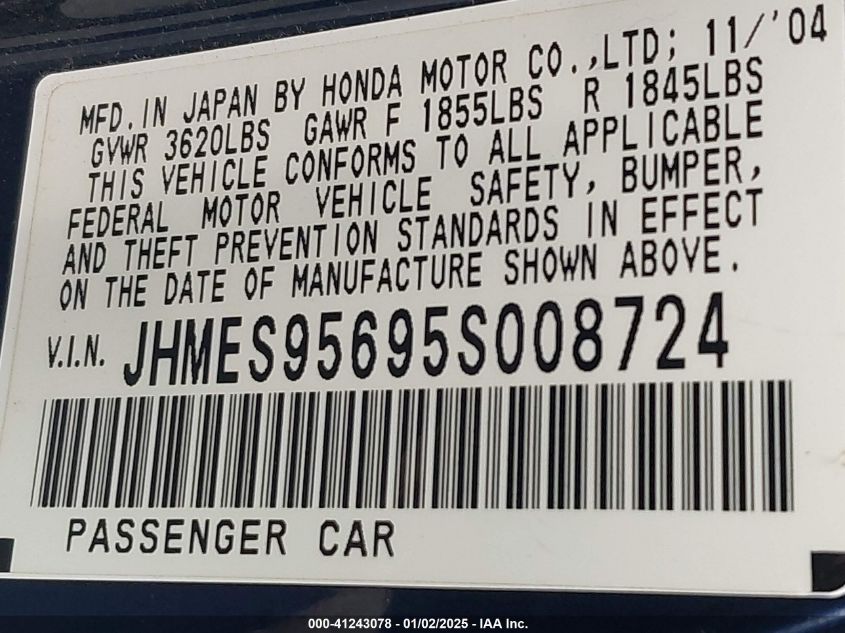 MFD. IN JAPAN BY HONDA MOTOR CO.,LTD; 11/'04
GVWR 3620LBS GAWR F 1855LBS R 1845LBS
THIS VEHICLE CONFORMS TO ALL APPLICABLE
FEDERAL MOTOR VEHICLE SAFETY, BUMPER,
AND THEFT PREVENTION STANDARDS IN EFFECT
ON THE DATE OF MANUFACTURE SHOWN ABOVE.
V.I.N. JHMES95695S008724
PASSENGER CAR
000-41243078 - 01/02/2025 - IAA Inc.